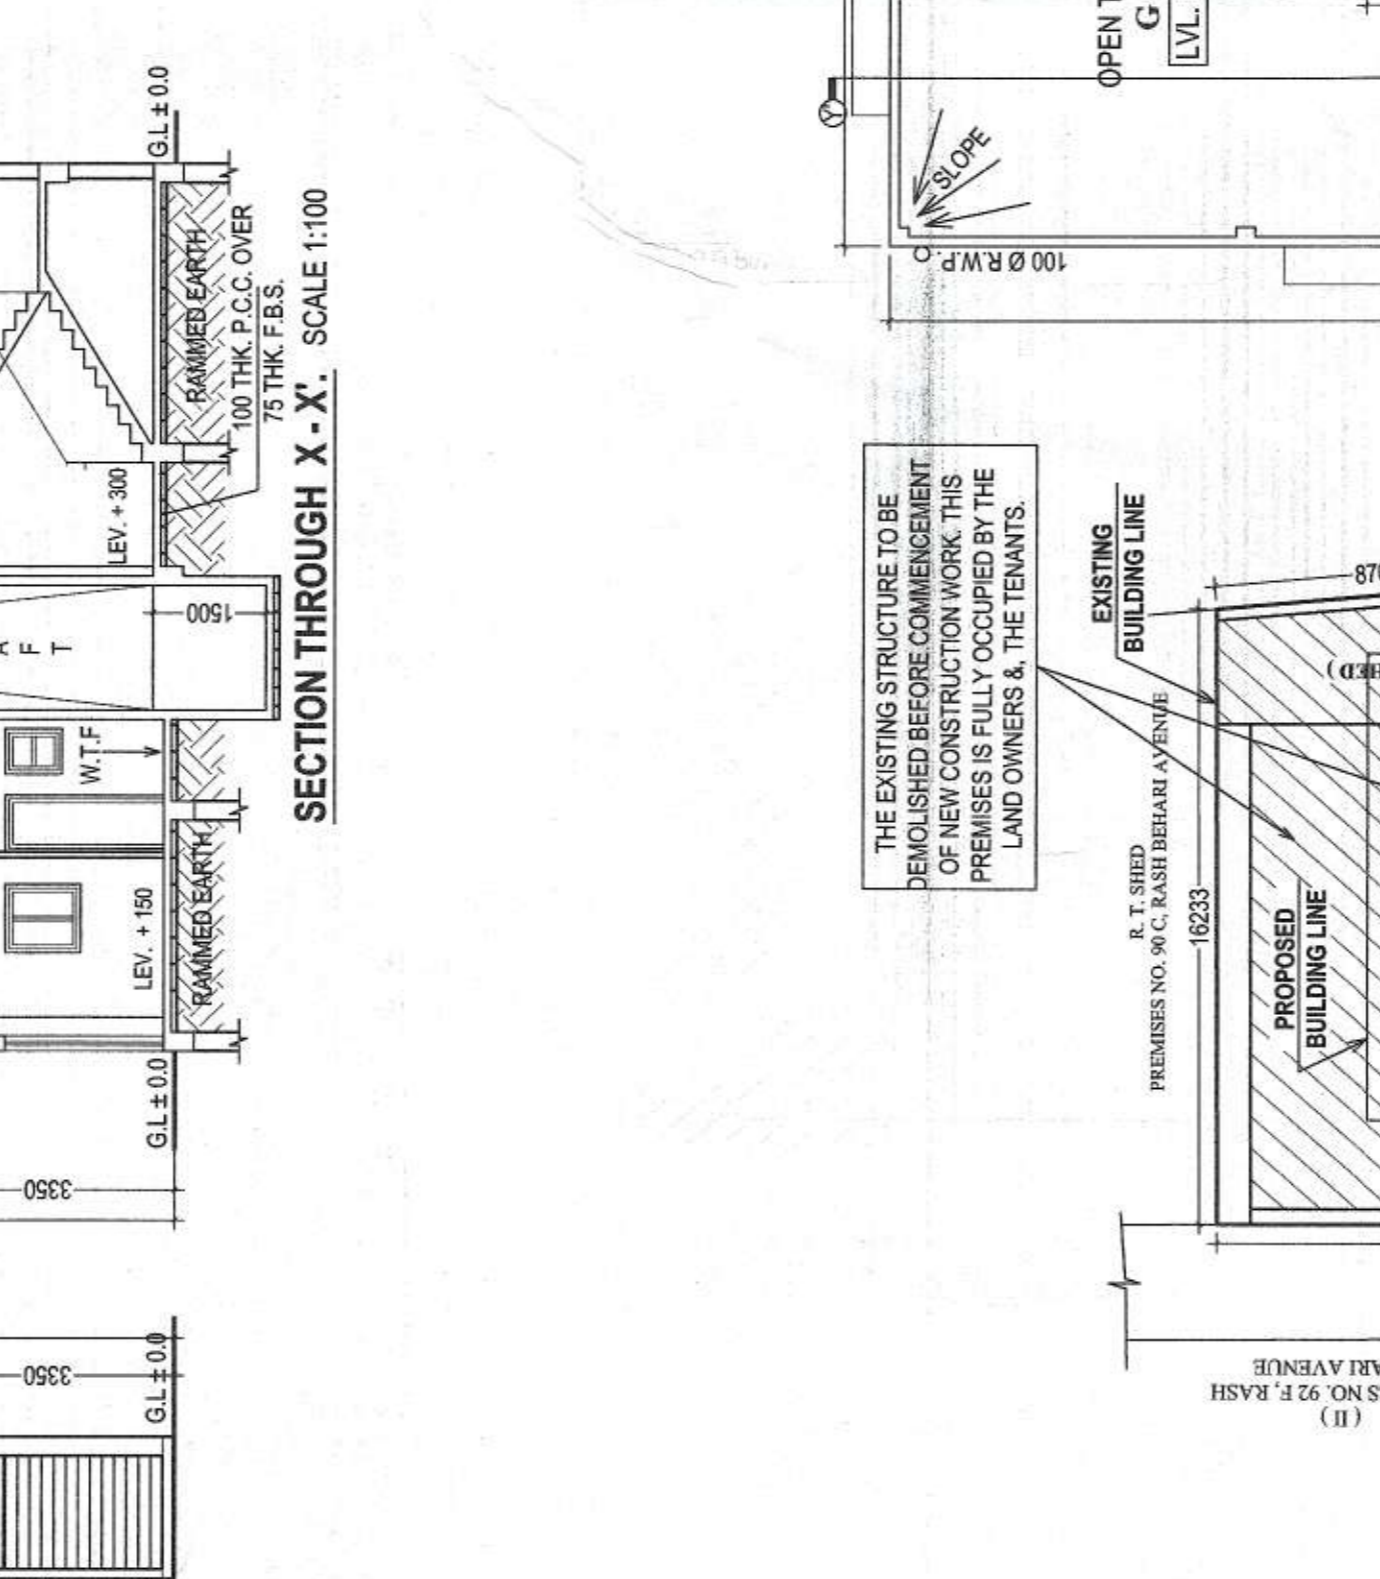 G.L ± 0.0
RAMMED EARTH
100 THK. P.C.C. OVER
75 THK. F.B.S.
LEV. + 300
1500
F
T
W.T.F
LEV. + 150
RAMMED EARTH
G.L ± 0.0
3350
SECTION THROUGH X - X'. SCALE 1:100
3350
G.L ± 0.0
OPEN
G
LVL.
Y'
SLOPE
100 Ø R.W.P.
THE EXISTING STRUCTURE TO BE
DEMOLISHED BEFORE COMMENCEMENT
OF NEW CONSTRUCTION WORK. THIS
PREMISES IS FULLY OCCUPIED BY THE
LAND OWNERS &, THE TENANTS.
EXISTING
BUILDING LINE
R. T. SHED
PREMISES NO. 90 C, RASH BEHARI AVENUE
16233
PROPOSED
BUILDING LINE
( II )
NO. 92 F, RASH
AVENUE